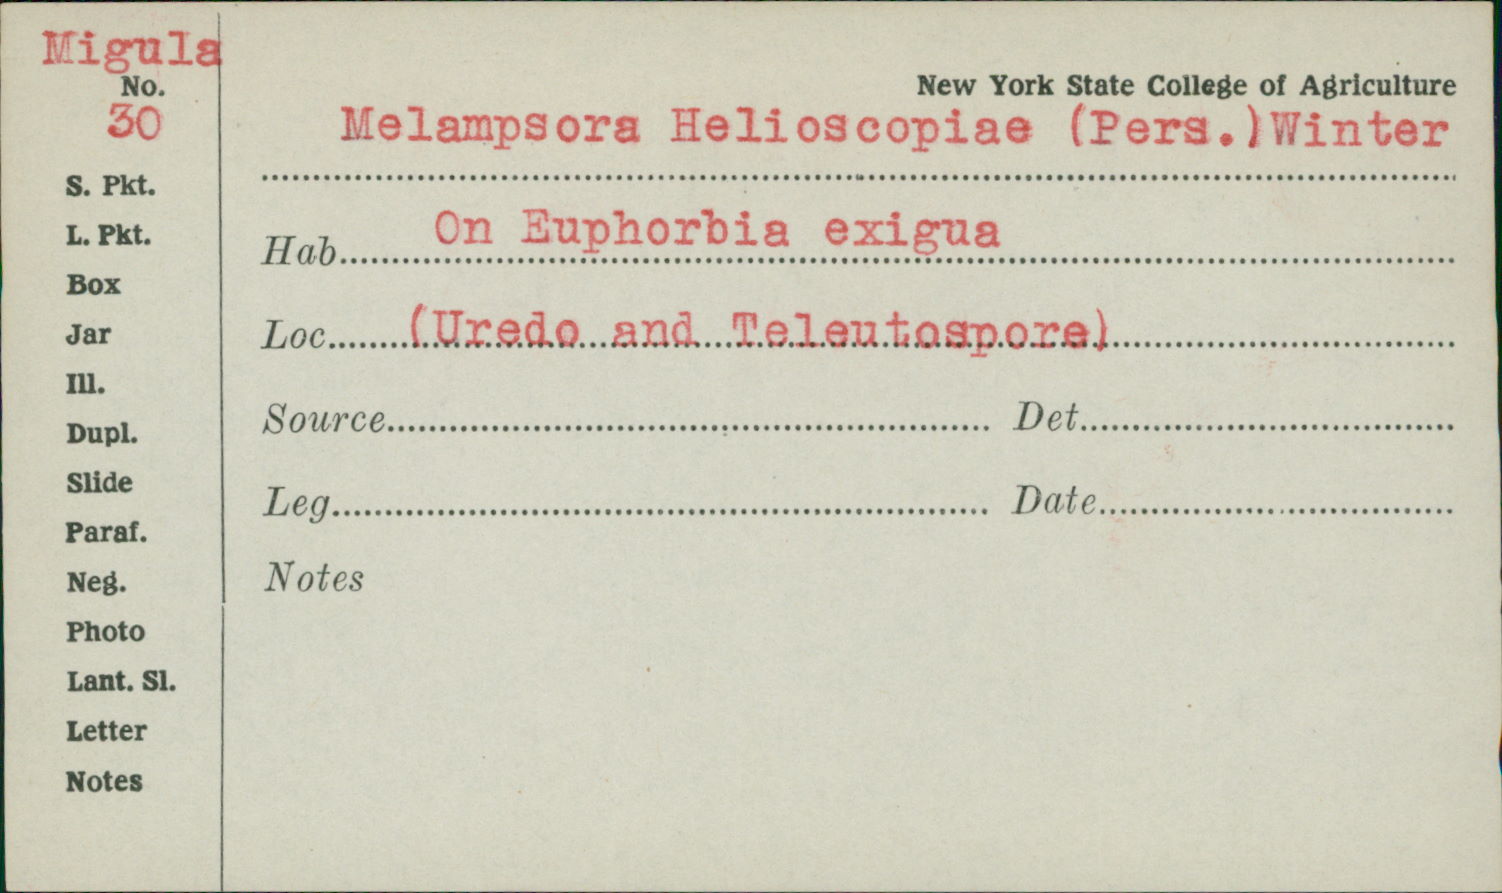 Migula
No.
30
S. Pkt.
L. Pkt.
Box
Jar
Ill.
Dupl.
Slide
Paraf.
Neg.
Photo
Lant. Sl.
Letter
Notes
New York State College of Agriculture
Melampsora Helioscopiae (Pers.)Winter
Hab. On Euphorbia exigua
Loc. (Uredo and Teleutospore)
Source Det.
Leg. Date
Notes